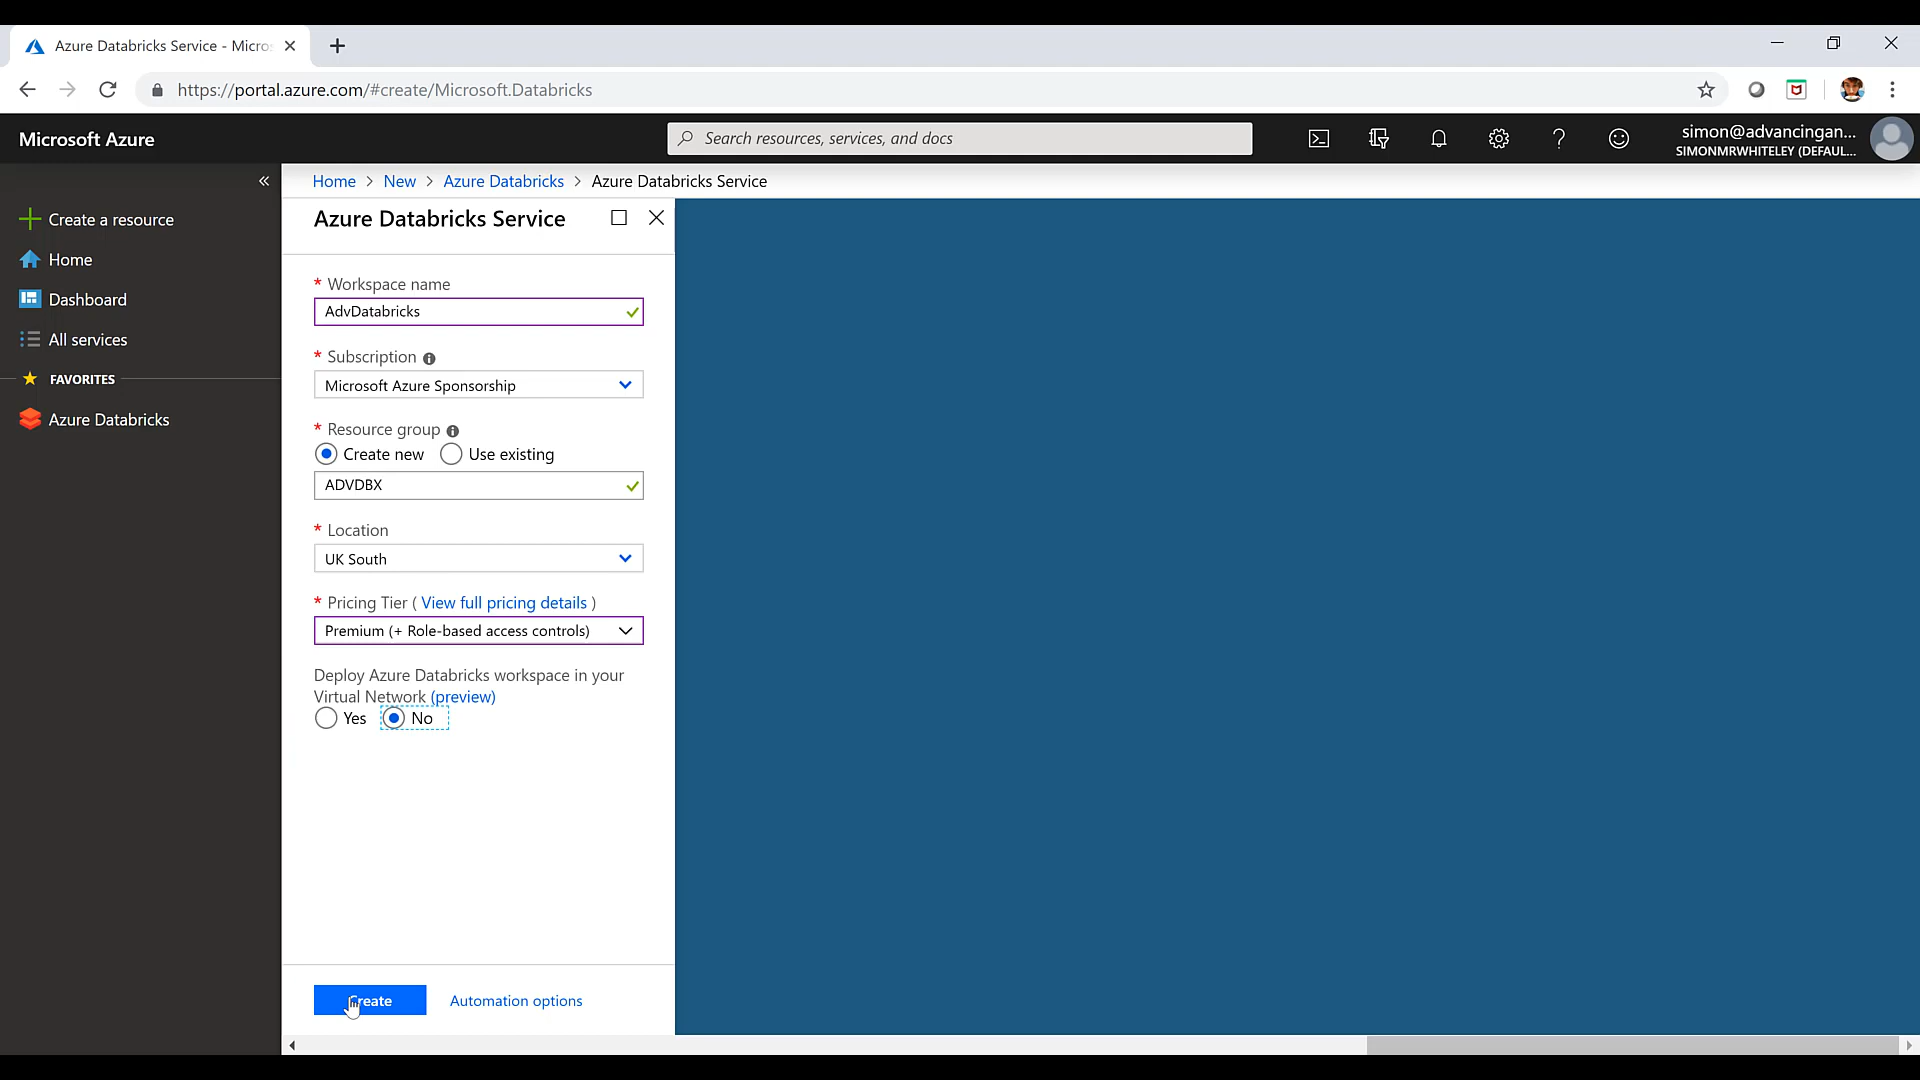 Azure Databricks Service - Micros
https://portal.azure.com/#create/Microsoft.Databricks
Microsoft Azure
Search resources, services, and docs
simon@advancingan...
SIMONMRWHITELEY (DEFAUL...
Home > New > Azure Databricks > Azure Databricks Service
Create a resource
Home
Dashboard
All services
FAVORITES
Azure Databricks
Azure Databricks Service
* Workspace name
AdvDatabricks
* Subscription
Microsoft Azure Sponsorship
* Resource group
Create new Use existing
ADVDBX
* Location
UK South
* Pricing Tier ( View full pricing details )
Premium (+ Role-based access controls)
Deploy Azure Databricks workspace in your
Virtual Network (preview)
Yes No
Create Automation options